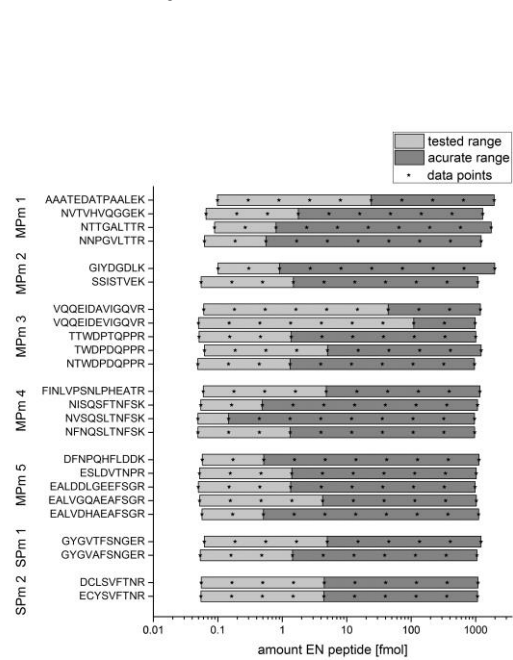 tested range
acurate range
data points
MPm 1
AAATEDATPAALEK
NVTVHVQGGEK
NTTGALTTR
NNPGVLTTR
MPm 2
GIYDGDLK
SSISTVEK
MPm 3
VQQEIDAVIGQVR
VQQEIDEVIGQVR
TTWDPTQPPR
TWDPDQPPR
NTWDPDQPPR
MPm 4
FINLVPSNLPHEATR
NISQSFTNFSK
NVSQSLTNFSK
NFNQSLTNFSK
MPm 5
DFNPQHFLDDK
ESLDVTNPR
EALDDLGEEFSGR
EALVGQAEAFSGR
EALVDHAEAFSGR
SPm 1
GYGVTFSNGER
GYGVAFSNGER
SPm 2
DCLSVFTNR
ECYSVFTNR
0.01 0.1 1 10 100 1000
amount EN peptide [fmol]